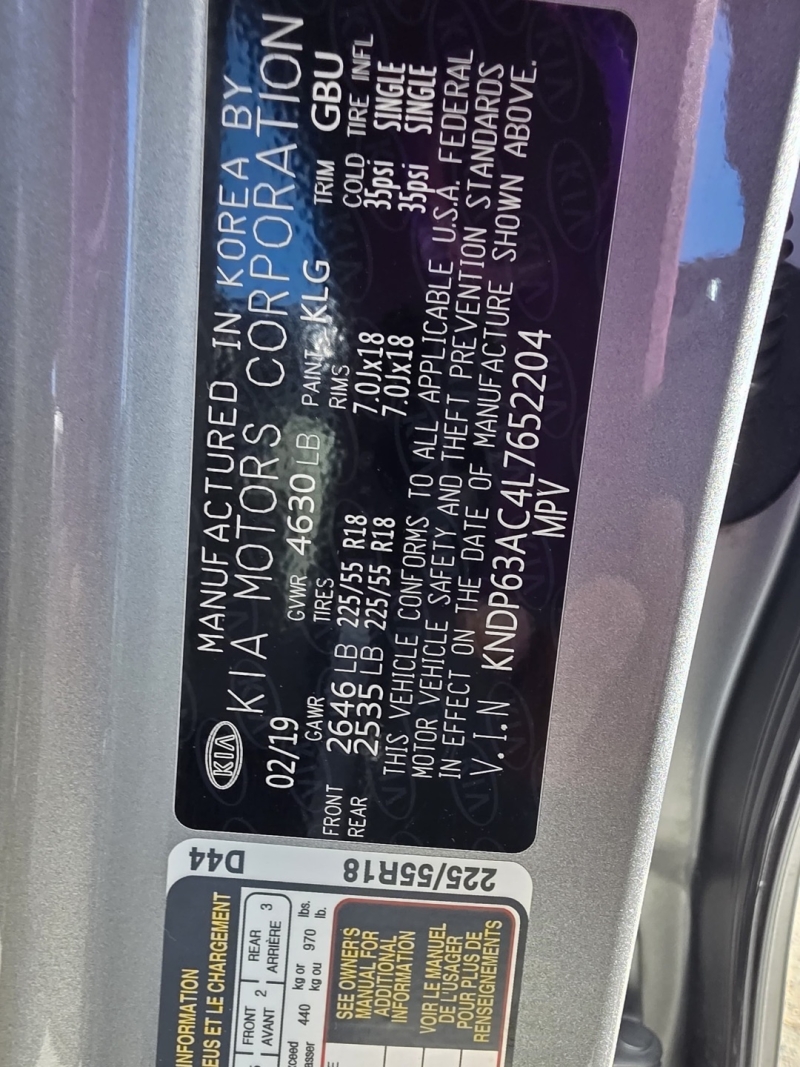 KIA
MANUFACTURED IN KOREA BY
KIA MOTORS CORPORATION
02/19 GVWR 4630 LB PAINT KLG TRIM GBU
GAWR TIRES RIMS COLD TIRE INFL
FRONT 2646 LB 225/55 R18 7.0Jx18 35psi SINGLE
REAR 2535 LB 225/55 R18 7.0Jx18 35psi SINGLE
THIS VEHICLE CONFORMS TO ALL APPLICABLE U.S.A. FEDERAL
MOTOR VEHICLE SAFETY AND THEFT PREVENTION STANDARDS
IN EFFECT ON THE DATE OF MANUFACTURE SHOWN ABOVE.
V.I.N KNDP63AC4L7652204
MPV
D44
225/55R18
INFORMATION
ET LE CHARGEMENT
FRONT 2 REAR 3
AVANT ARRIÈRE
440 kg or 970 lbs.
kg ou lb.
SEE OWNER'S
MANUAL FOR
ADDITIONAL
INFORMATION
VOIR LE MANUEL
DE L'USAGER
POUR PLUS DE
RENSEIGNEMENTS